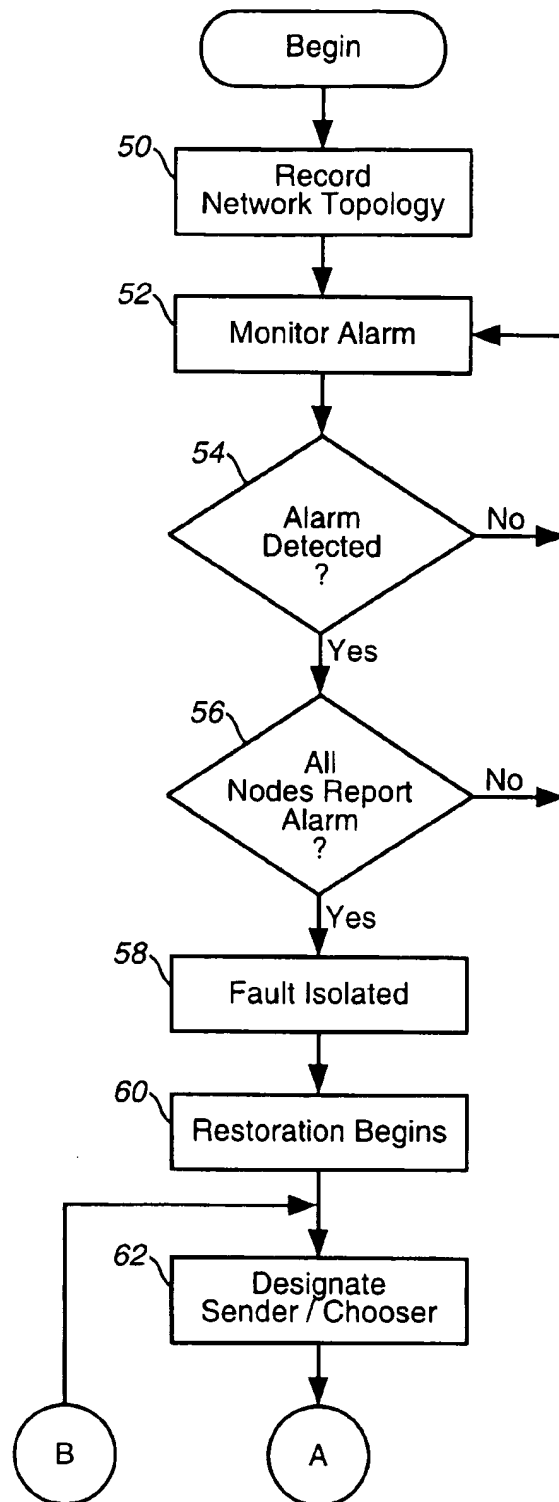 Begin
50
Record
Network Topology
52
Monitor Alarm
54
Alarm
Detected
?
No
Yes
56
All
Nodes Report
Alarm
?
No
Yes
58
Fault Isolated
60
Restoration Begins
62
Designate
Sender / Chooser
B
A